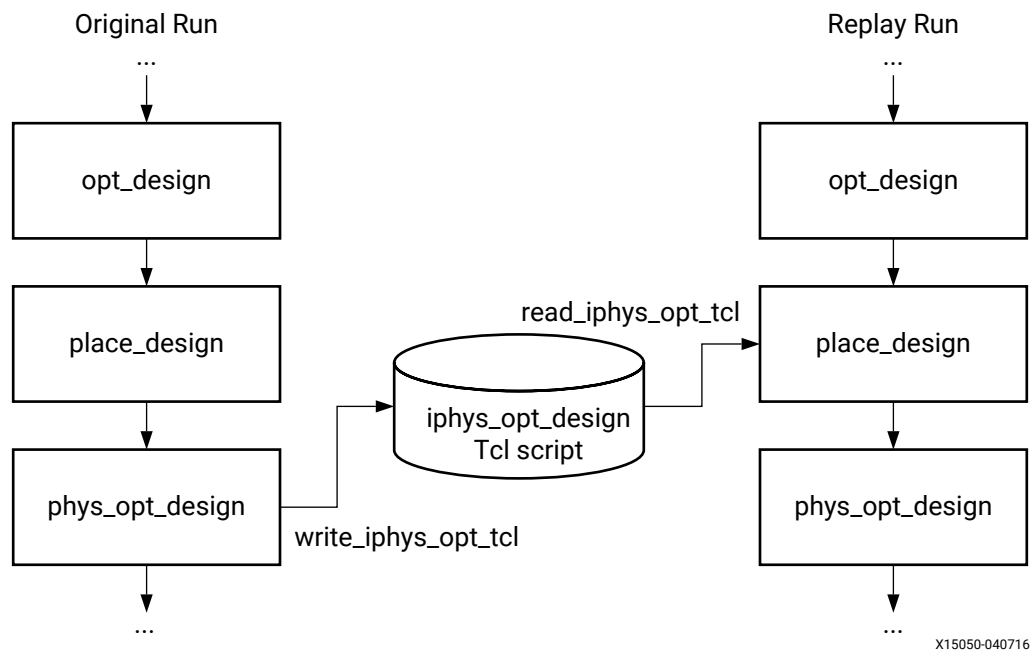 Original Run
...
opt_design
place_design
phys_opt_design
...
write_iphys_opt_tcl
iphys_opt_design
Tcl script
read_iphys_opt_tcl
Replay Run
...
opt_design
place_design
phys_opt_design
...
X15050-040716